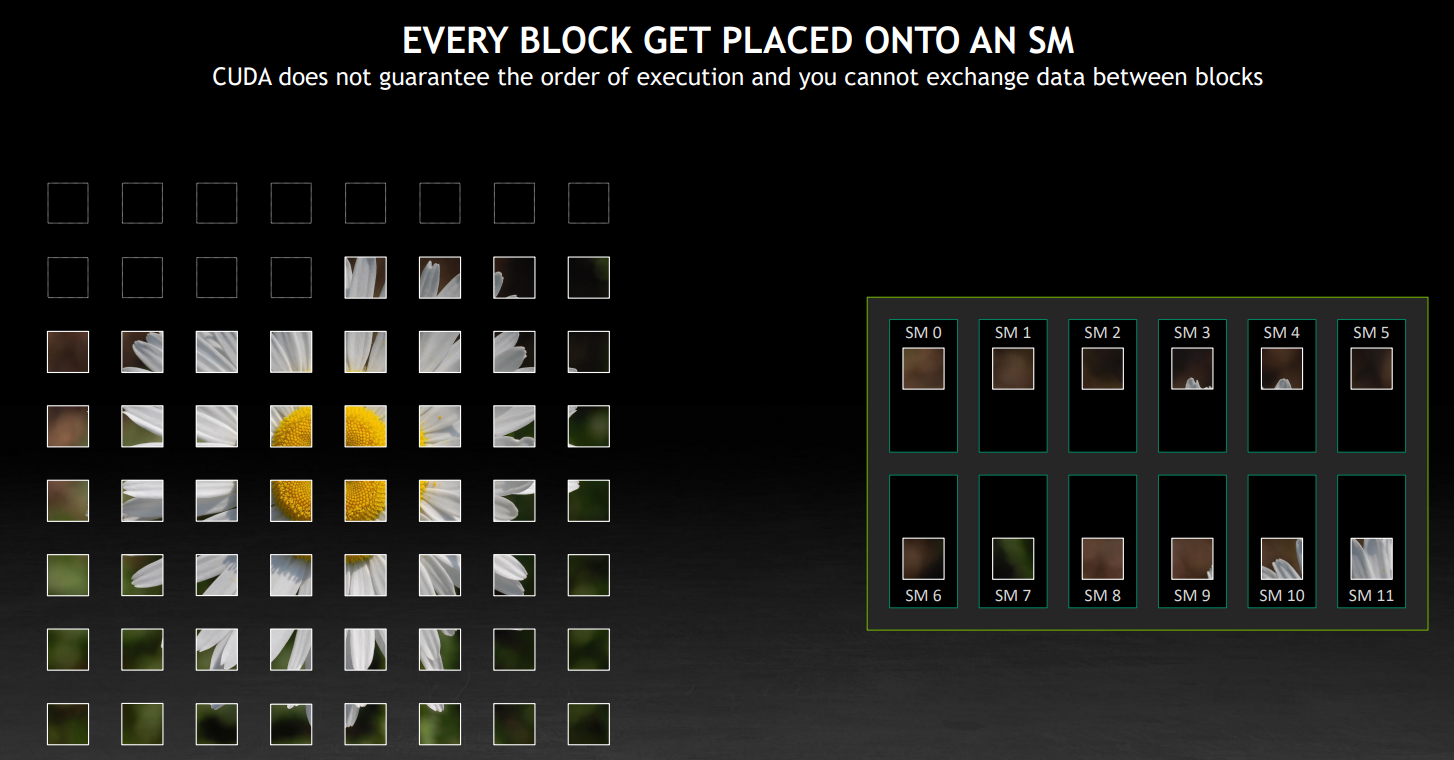 EVERY BLOCK GET PLACED ONTO AN SM
CUDA does not guarantee the order of execution and you cannot exchange data between blocks
SM 0 SM 1 SM 2 SM 3 SM 4 SM 5
SM 6 SM 7 SM 8 SM 9 SM 10 SM 11